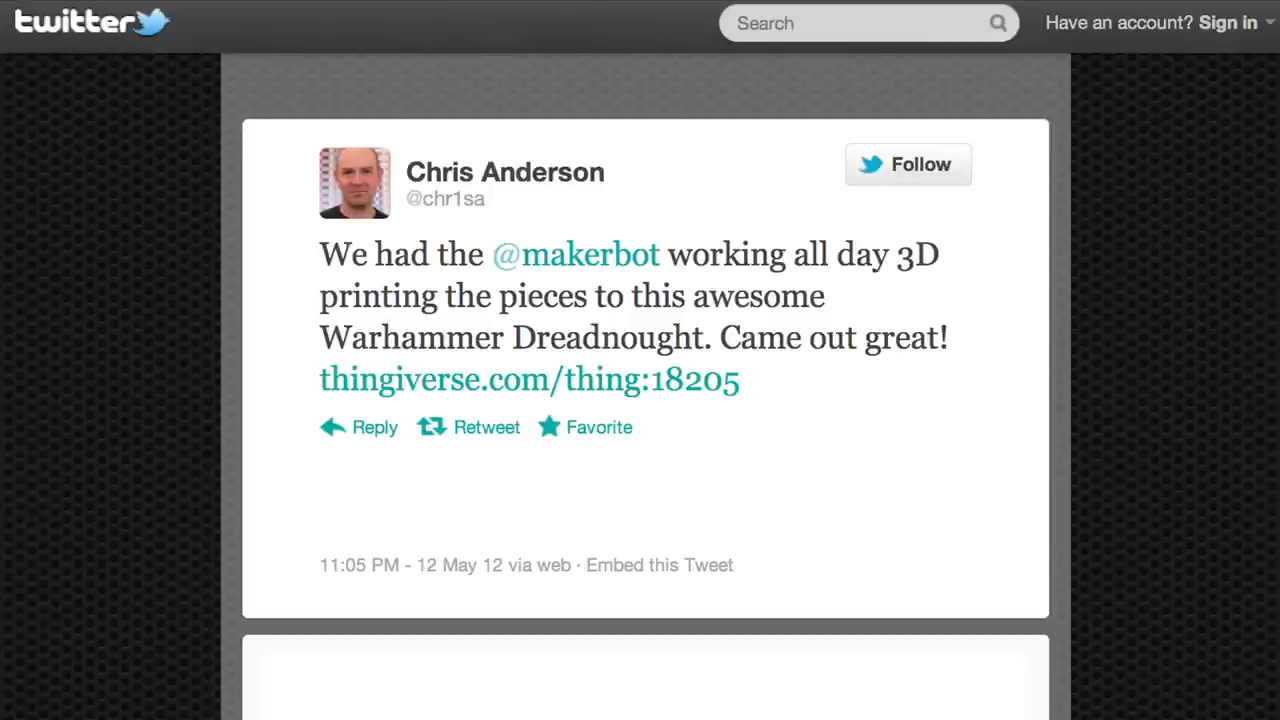 twitter
Search
Have an account? Sign in
Chris Anderson
@chr1sa
Follow
We had the @makerbot working all day 3D
printing the pieces to this awesome
Warhammer Dreadnought. Came out great!
thingiverse.com/thing:18205
Reply Retweet Favorite
11:05 PM - 12 May 12 via web · Embed this Tweet